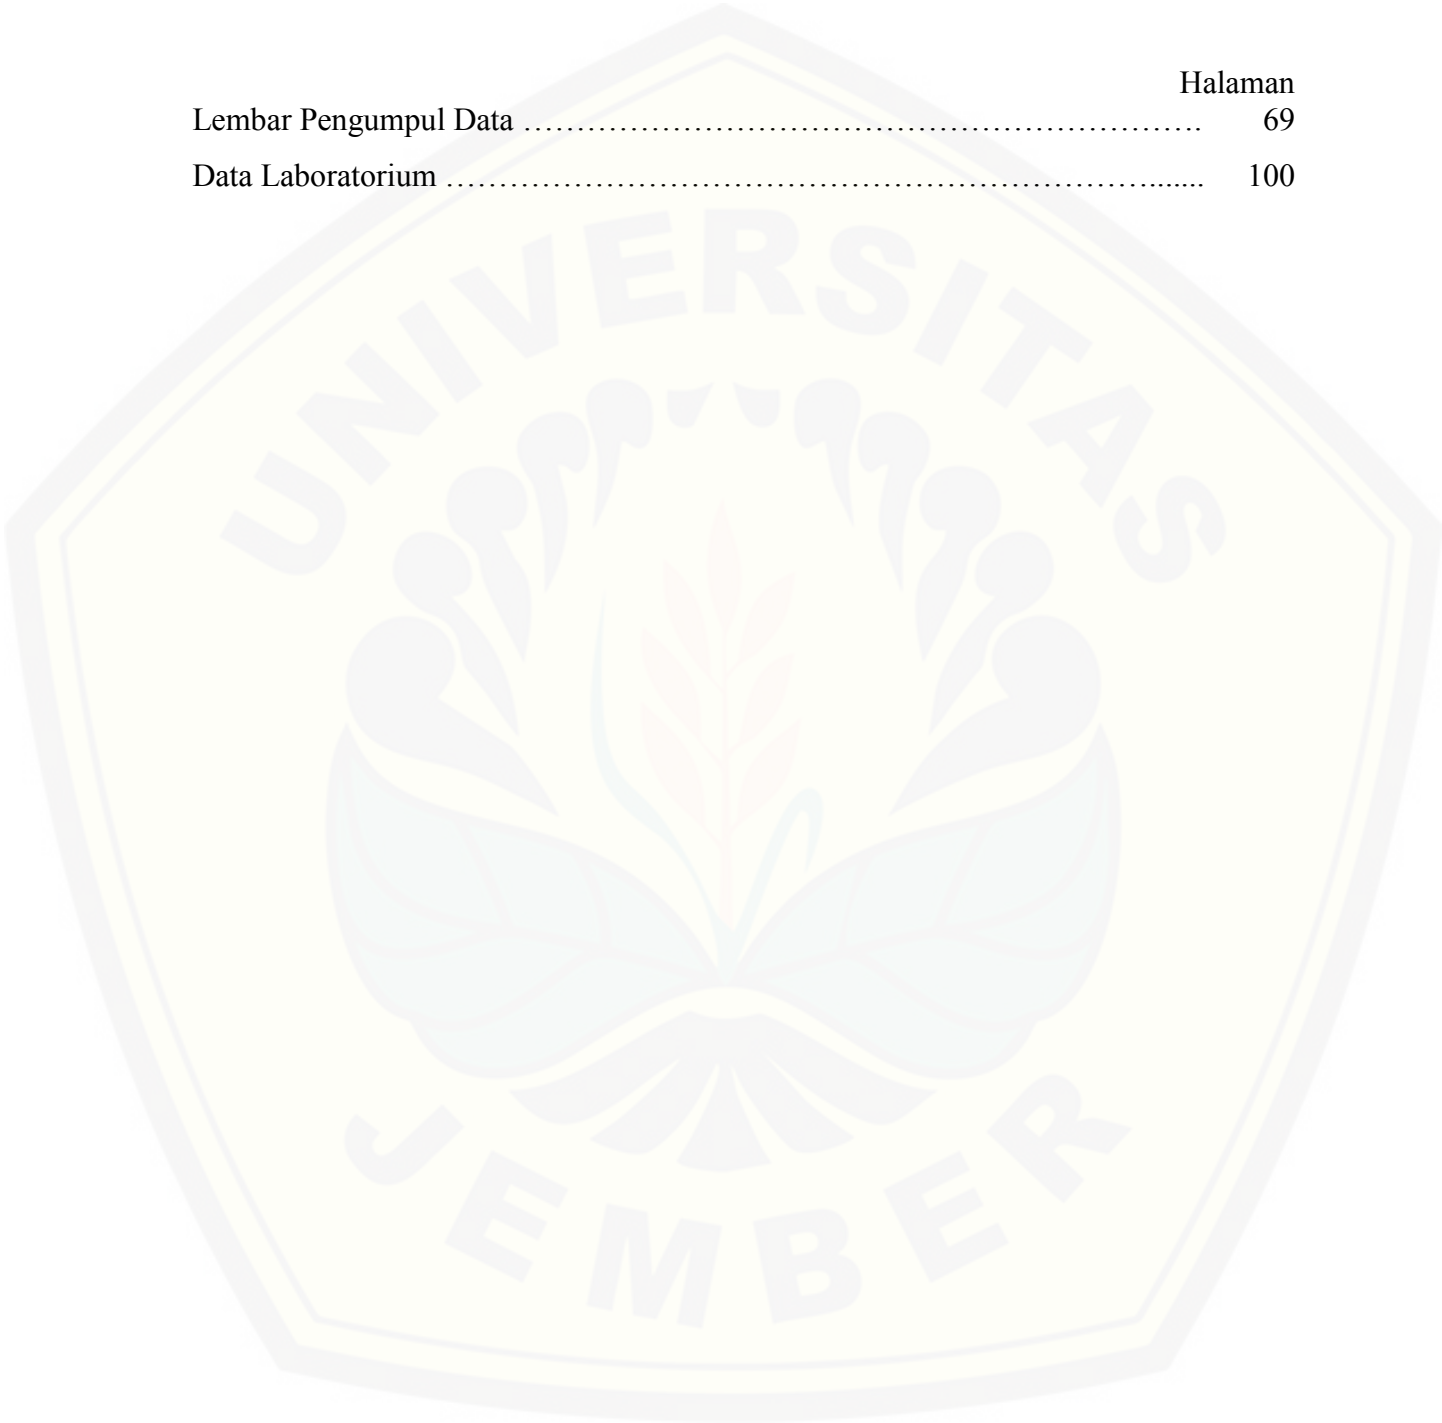 Halaman
Lembar Pengumpul Data ………………………………………………………. 69
Data Laboratorium …………………………………………………………....... 100
UNIVERSITAS
JEMBER